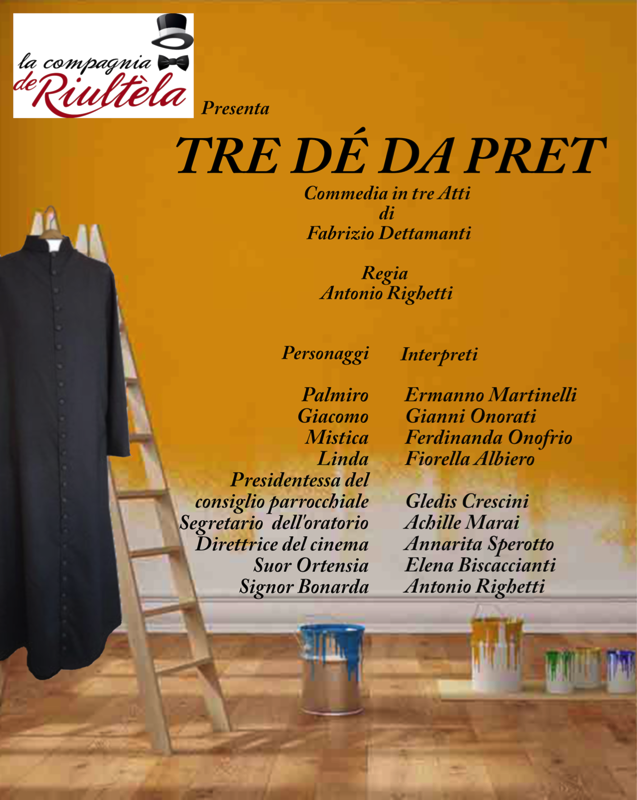 la compagnia
de Riultèla
Presenta
TRE DÉ DA PRET
Commedia in tre Atti
di
Fabrizio Dettamanti
Regia
Antonio Righetti
Personaggi Interpreti
Palmiro Ermanno Martinelli
Giacomo Gianni Onorati
Mistica Ferdinanda Onofrio
Linda Fiorella Albiero
Presidentessa del
consiglio parrocchiale Gledis Crescini
Segretario dell'oratorio Achille Marai
Direttrice del cinema Annarita Sperotto
Suor Ortensia Elena Biscaccianti
Signor Bonarda Antonio Righetti